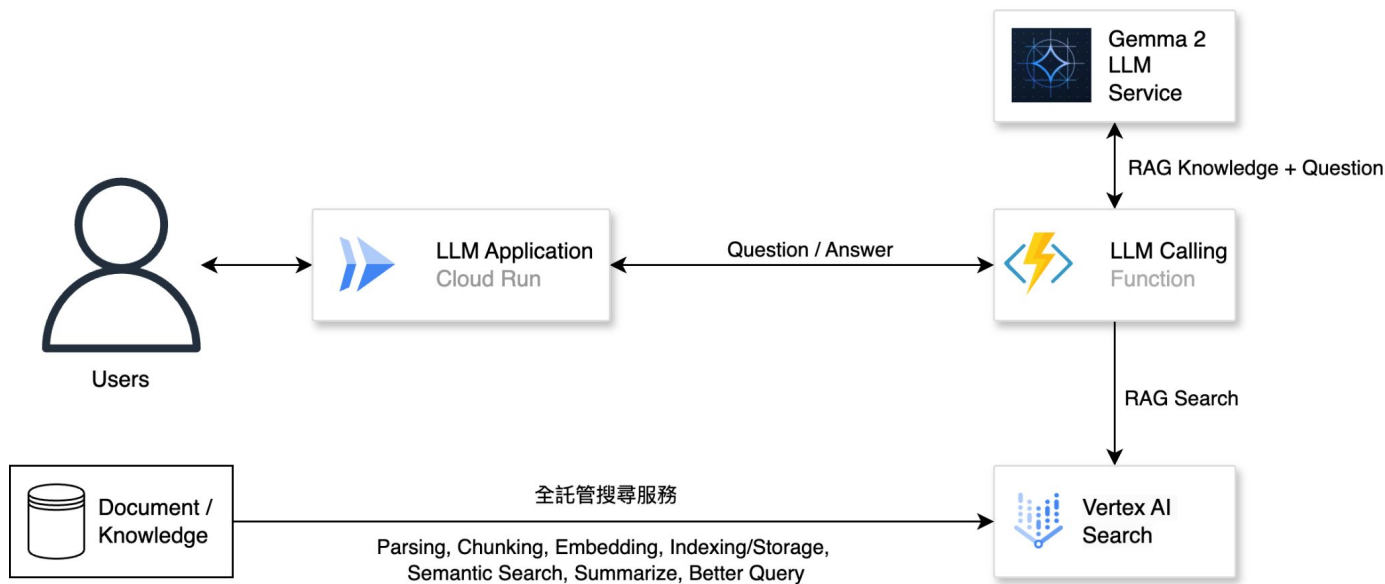 Gemma 2
LLM
Service
RAG Knowledge + Question
LLM Application
Cloud Run
Question / Answer
LLM Calling
Function
Users
RAG Search
Document /
Knowledge
全託管搜尋服務
Parsing, Chunking, Embedding, Indexing/Storage,
Semantic Search, Summarize, Better Query
Vertex AI
Search